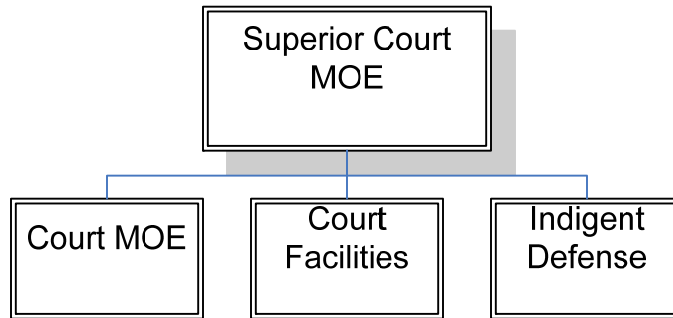 Superior Court
MOE
Court MOE
Court
Facilities
Indigent
Defense